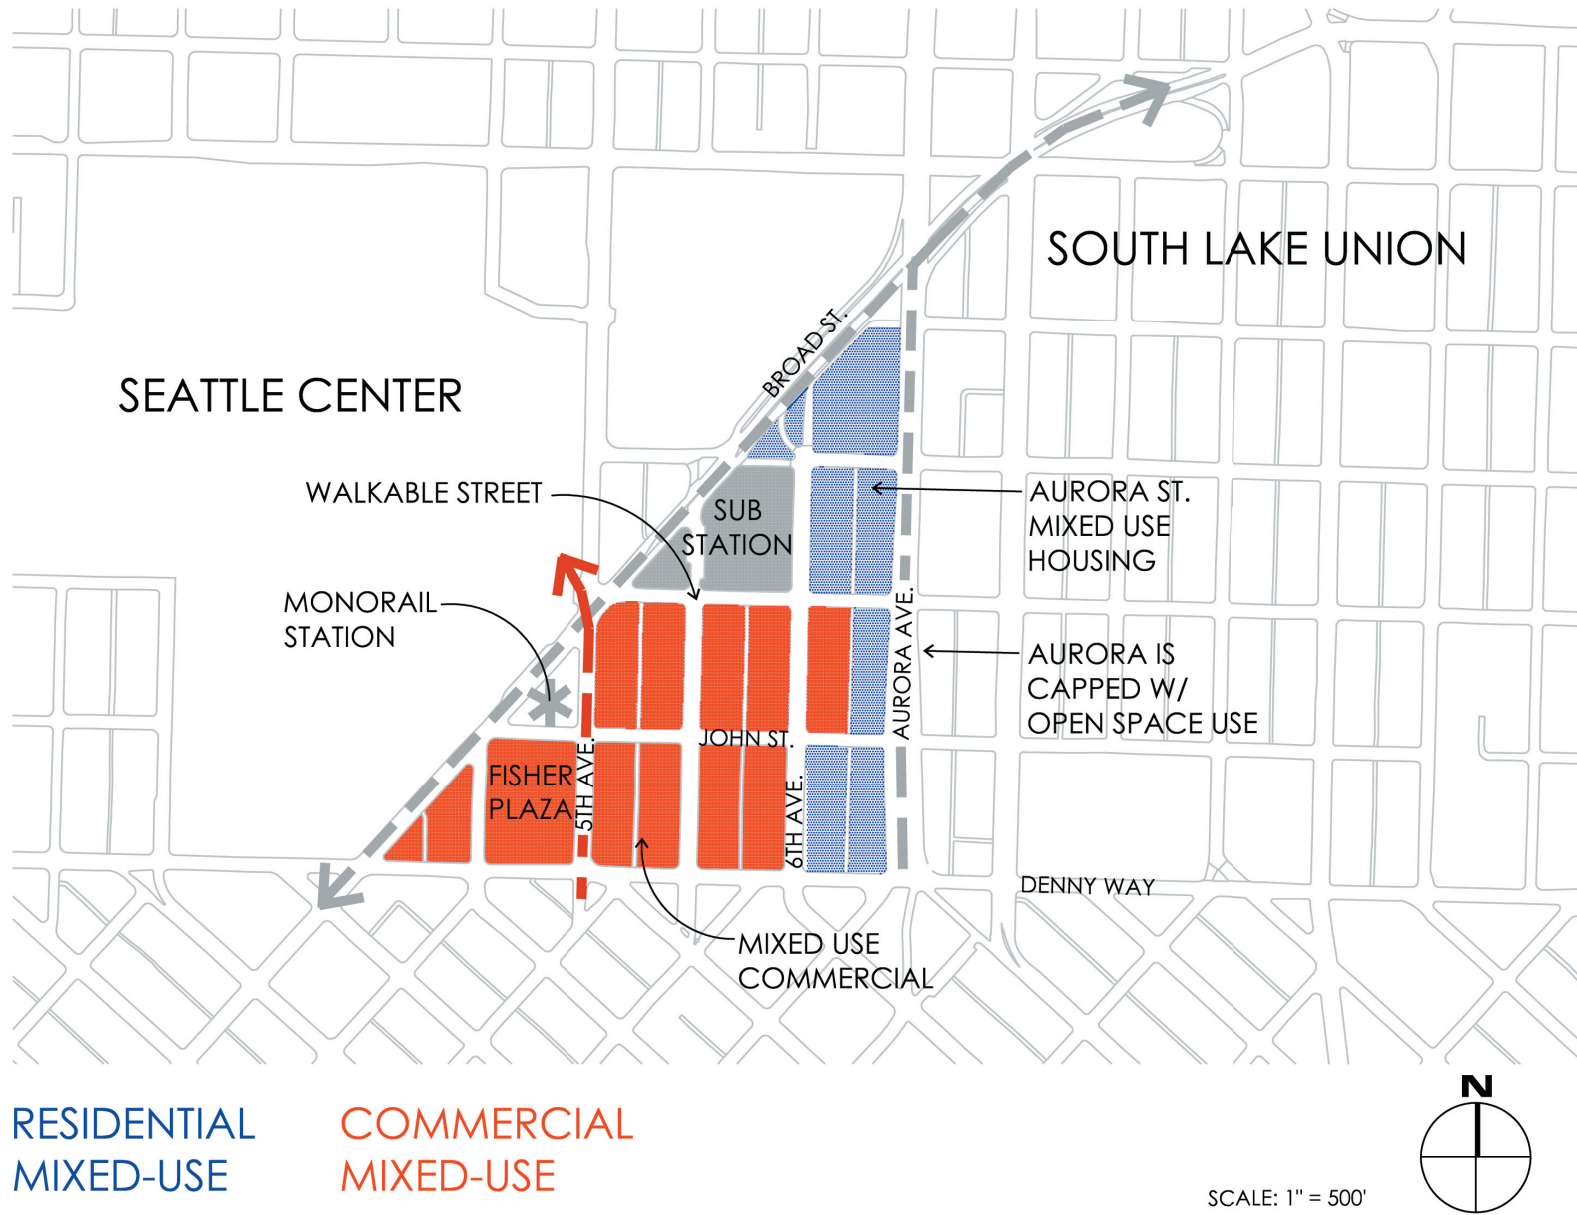 SOUTH LAKE UNION
BROAD ST.
SEATTLE CENTER
WALKABLE STREET
SUB
STATION
AURORA ST.
MIXED USE
HOUSING
MONORAIL
STATION
AURORA AVE.
AURORA IS
CAPPED W/
OPEN SPACE USE
JOHN ST.
FISHER
PLAZA
5TH AVE.
6TH AVE.
DENNY WAY
MIXED USE
COMMERCIAL
RESIDENTIAL
MIXED-USE
COMMERCIAL
MIXED-USE
N
SCALE: 1" = 500'